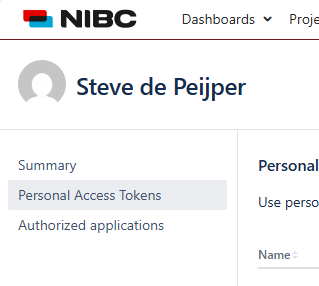 NIBC
Dashboards
Proje
Steve de Peijper
Summary
Personal
Personal Access Tokens
Use perso
Authorized applications
Name